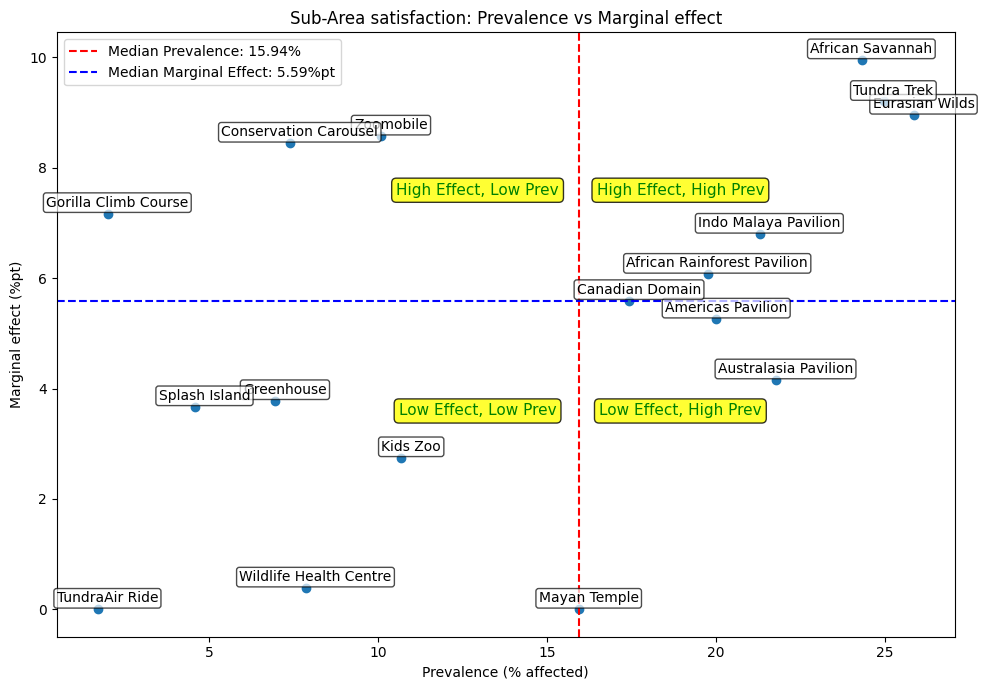 Sub-Area satisfaction: Prevalence vs Marginal effect
Median Prevalence: 15.94%
Median Marginal Effect: 5.59%pt
African Savannah
Tundra Trek
Eurasian Wilds
Zoomobile
Conservation Carousel
High Effect, Low Prev
High Effect, High Prev
Gorilla Climb Course
Indo Malaya Pavilion
African Rainforest Pavilion
Canadian Domain
Americas Pavilion
Australasia Pavilion
Greenhouse
Splash Island
Low Effect, Low Prev
Low Effect, High Prev
Kids Zoo
Wildlife Health Centre
TundraAir Ride
Mayan Temple
10
8
6
4
2
0
Marginal effect (%pt)
5
10
15
20
25
Prevalence (% affected)